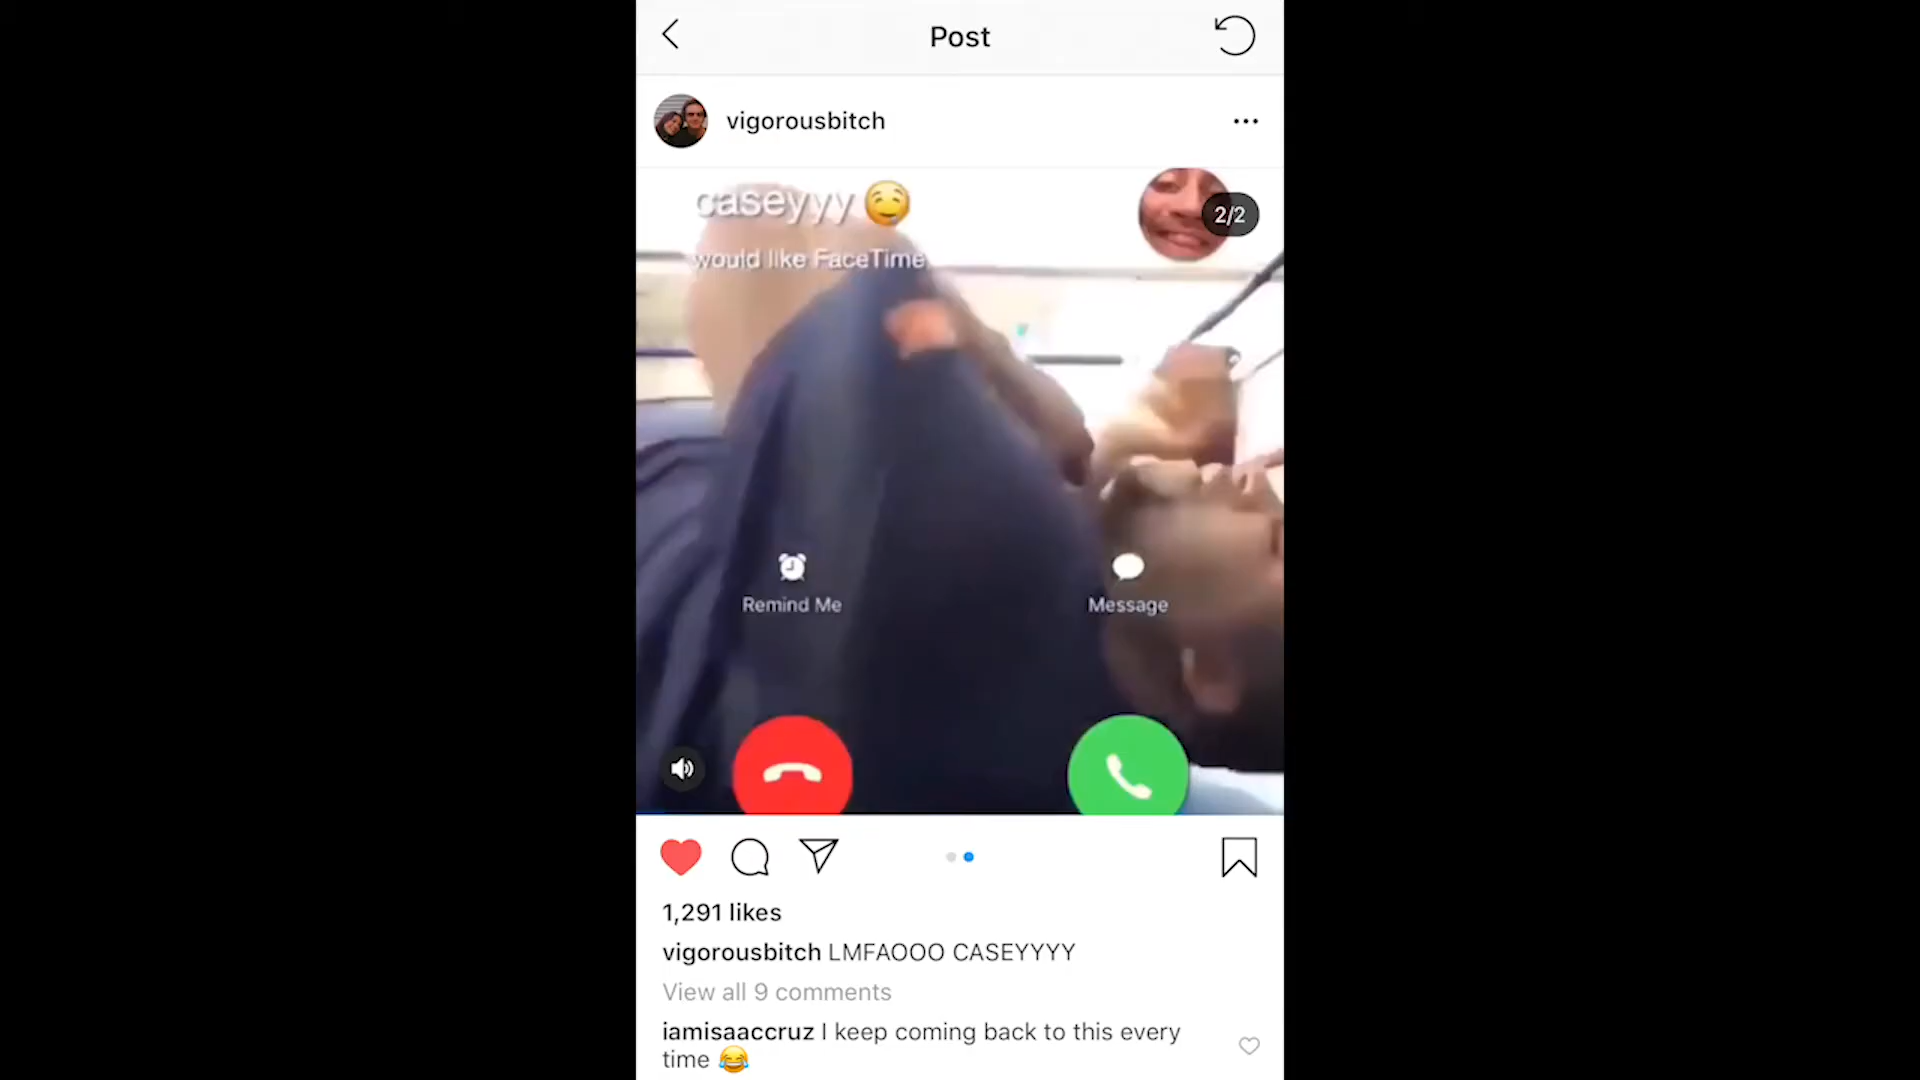 Post
vigorousbitch
caseyyy 🤤
2/2
would like FaceTime
Remind Me
Message
1,291 likes
vigorousbitch LMFAOOO CASEYYYY
View all 9 comments
iamisaaccruz I keep coming back to this every
time 😂